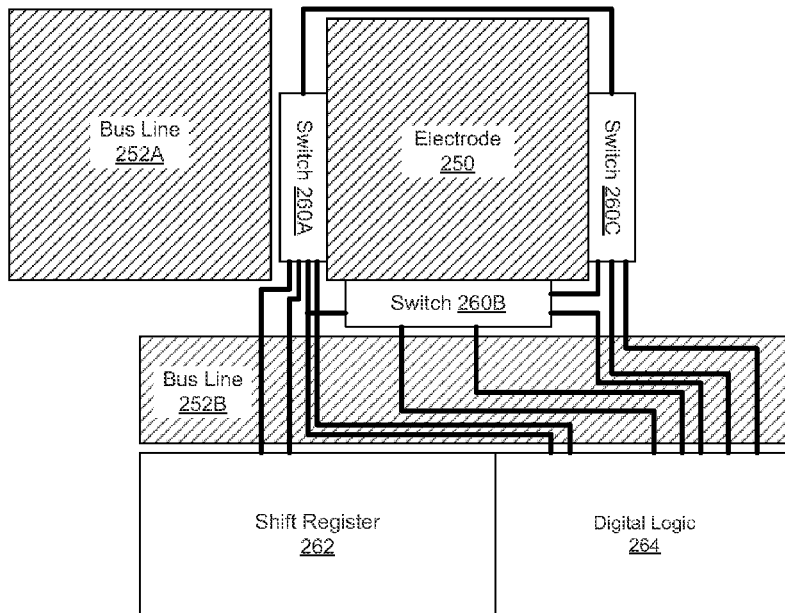 Bus Line
252A
Switch 260A
Electrode
250
Switch 260C
Switch 260B
Bus Line
252B
Shift Register
262
Digital Logic
264